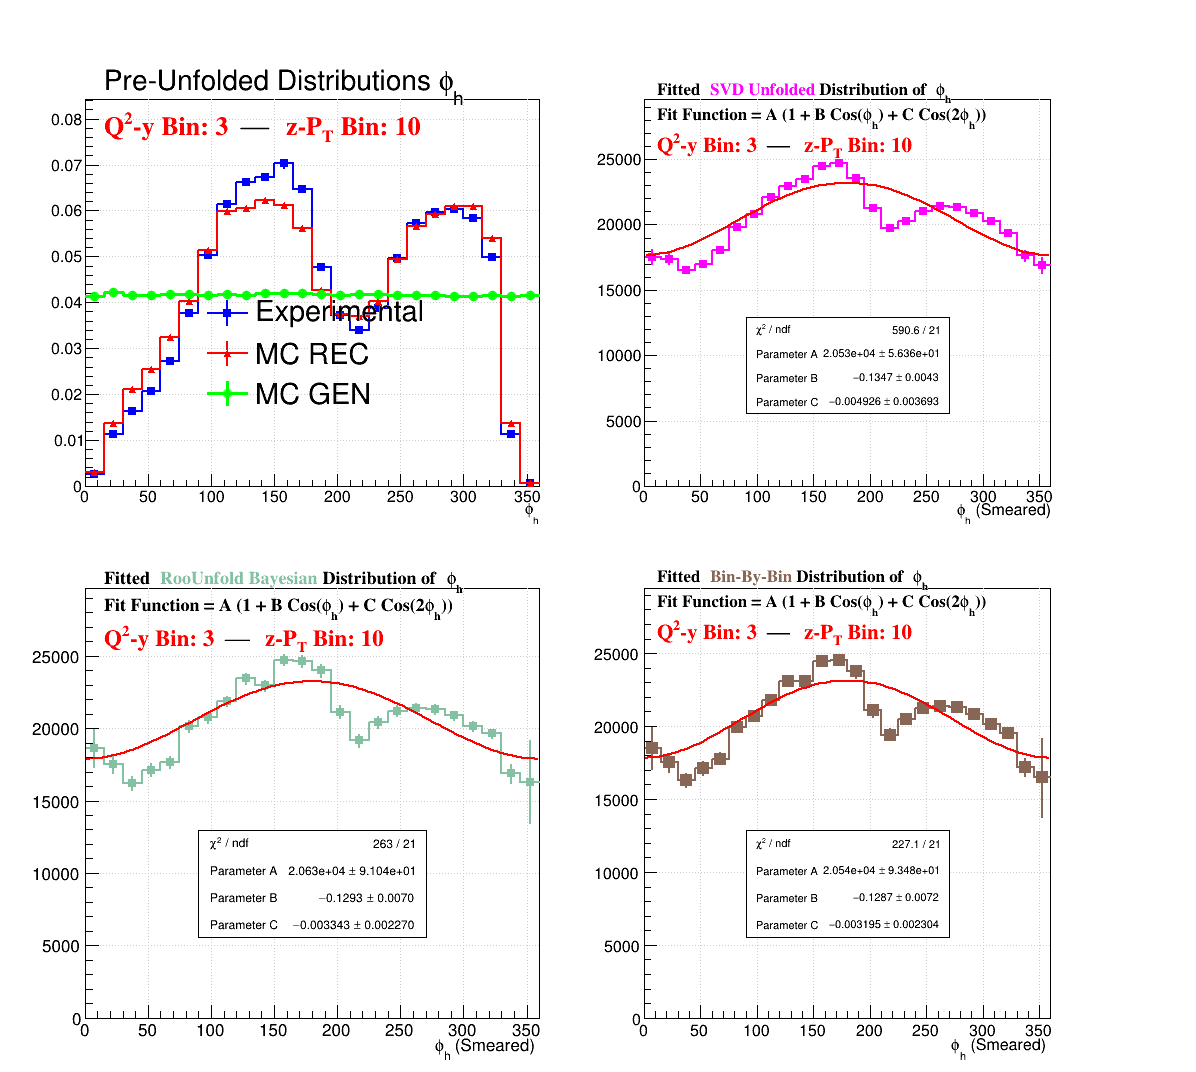 Pre-Unfolded Distributions ϕh
Q²-y Bin: 3 — z-PT Bin: 10
0.08
0.07
0.06
0.05
0.04
0.03
0.02
0.01
0
Experimental
MC REC
MC GEN
0 50 100 150 200 250 300 350
ϕh
Fitted SVD Unfolded Distribution of ϕh
Fit Function = A (1 + B Cos(ϕh) + C Cos(2ϕh))
Q²-y Bin: 3 — z-PT Bin: 10
25000
20000
15000
10000
5000
0
χ² / ndf 590.6 / 21
Parameter A 2.053e+04 ± 5.636e+01
Parameter B −0.1347 ± 0.0043
Parameter C −0.004926 ± 0.003693
0 50 100 150 200 250 300 350
ϕh (Smeared)
Fitted RooUnfold Bayesian Distribution of ϕh
Fit Function = A (1 + B Cos(ϕh) + C Cos(2ϕh))
Q²-y Bin: 3 — z-PT Bin: 10
25000
20000
15000
10000
5000
0
χ² / ndf 263 / 21
Parameter A 2.063e+04 ± 9.104e+01
Parameter B −0.1293 ± 0.0070
Parameter C −0.003343 ± 0.002270
0 50 100 150 200 250 300 350
ϕh (Smeared)
Fitted Bin-By-Bin Distribution of ϕh
Fit Function = A (1 + B Cos(ϕh) + C Cos(2ϕh))
Q²-y Bin: 3 — z-PT Bin: 10
25000
20000
15000
10000
5000
0
χ² / ndf 227.1 / 21
Parameter A 2.054e+04 ± 9.348e+01
Parameter B −0.1287 ± 0.0072
Parameter C −0.003195 ± 0.002304
0 50 100 150 200 250 300 350
ϕh (Smeared)